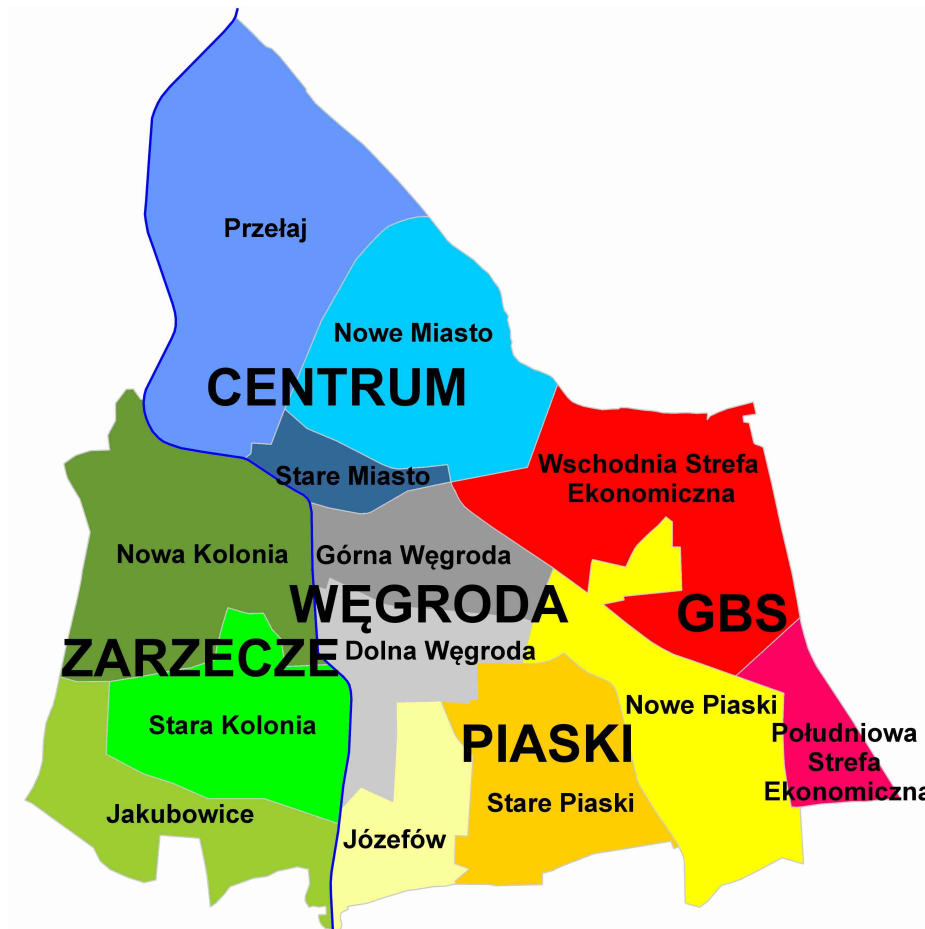 Przełaj
Nowe Miasto
CENTRUM
Stare Miasto
Wschodnia Strefa
Ekonomiczna
Nowa Kolonia
Górna Węgroda
WĘGRODA
GBS
ZARZECZE
Dolna Węgroda
Stara Kolonia
Nowe Piaski
PIASKI
Południowa
Strefa
Ekonomiczna
Stare Piaski
Jakubowice
Józefów